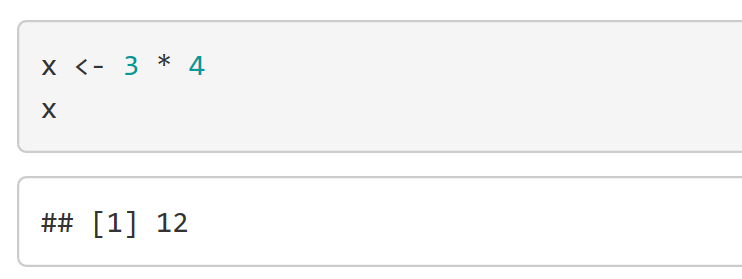 x <- 3 * 4
x
## [1] 12